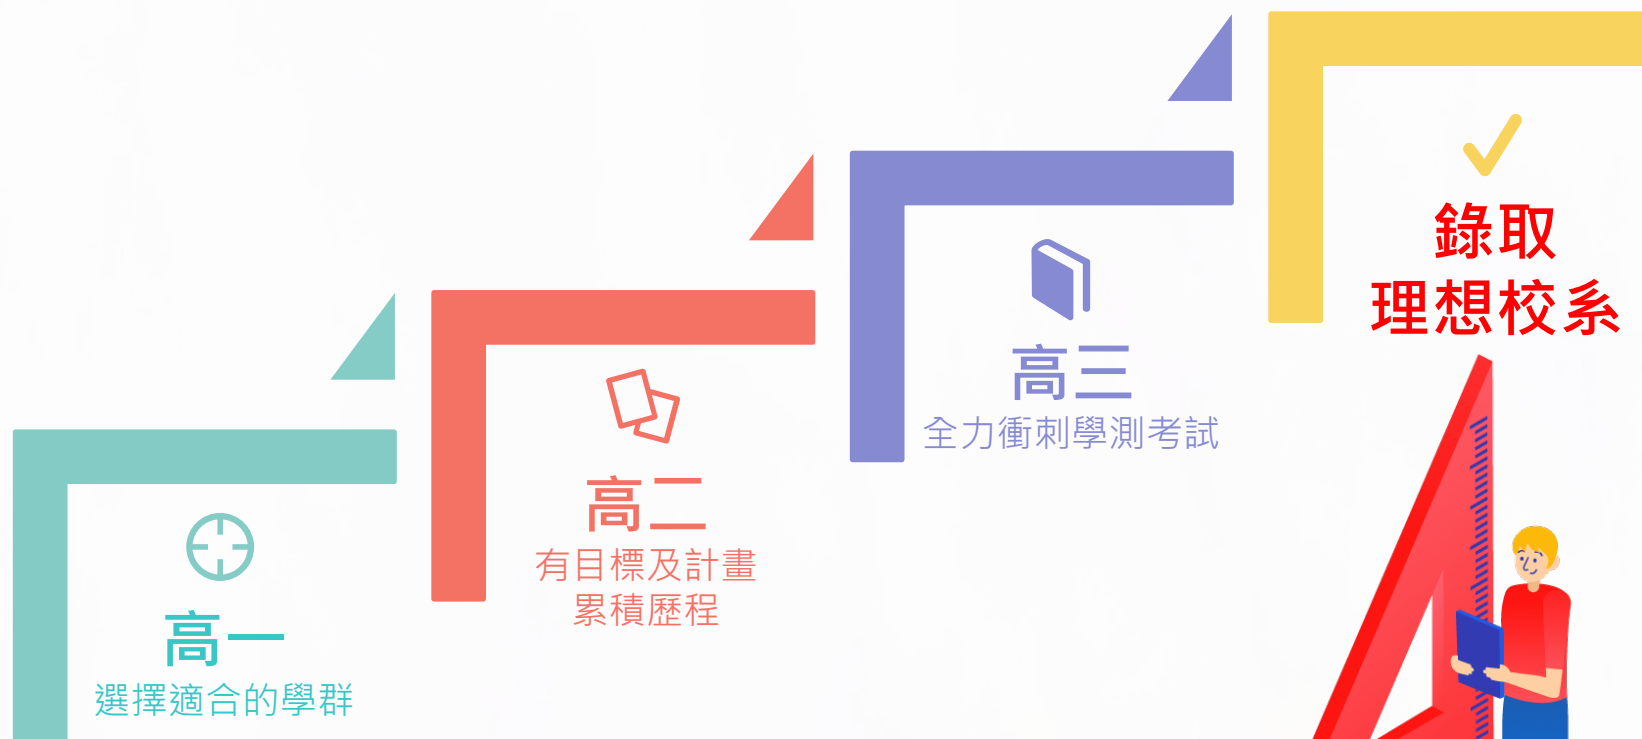 高一
選擇適合的學群
高二
有目標及計畫
累積歷程
高三
全力衝刺學測考試
錄取
理想校系